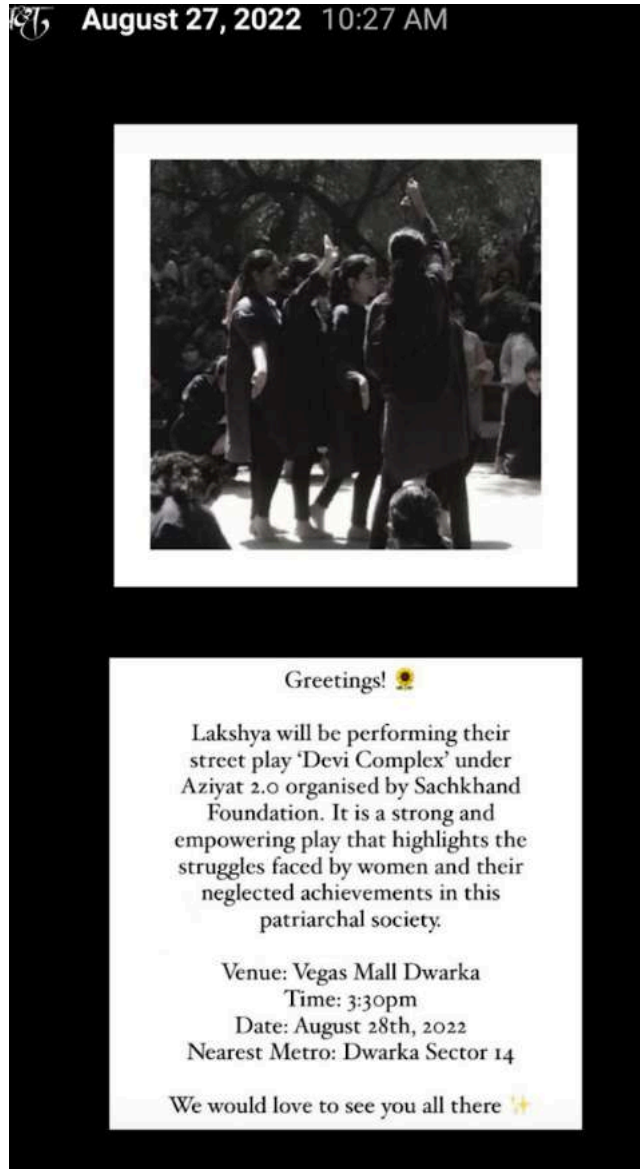 August 27, 2022 10:27 AM
Greetings! 🌻
Lakshya will be performing their
street play ‘Devi Complex’ under
Aziyat 2.0 organised by Sachkhand
Foundation. It is a strong and
empowering play that highlights the
struggles faced by women and their
neglected achievements in this
patriarchal society.
Venue: Vegas Mall Dwarka
Time: 3:30pm
Date: August 28th, 2022
Nearest Metro: Dwarka Sector 14
We would love to see you all there ✨